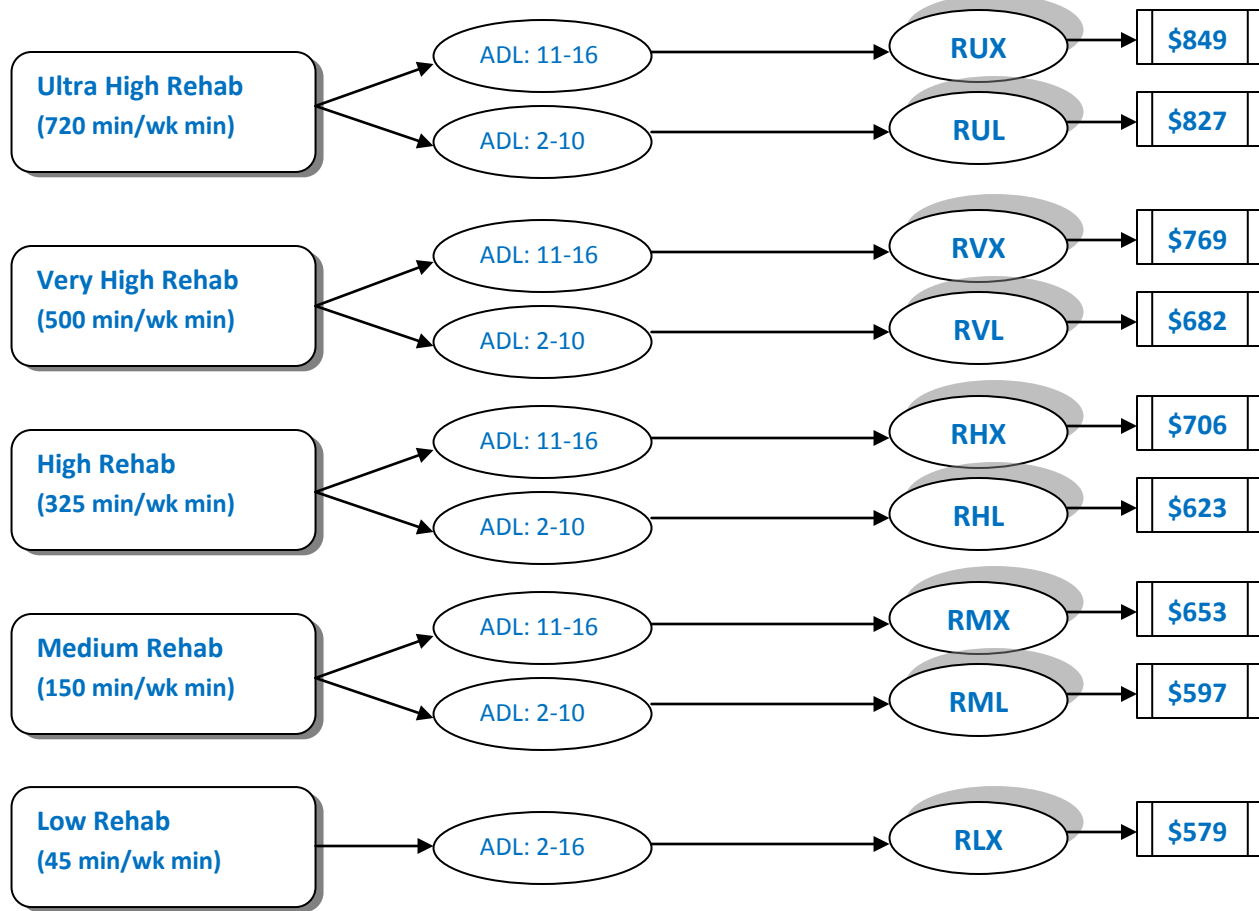 Ultra High Rehab
(720 min/wk min)
ADL: 11-16
RUX
$849
ADL: 2-10
RUL
$827
Very High Rehab
(500 min/wk min)
ADL: 11-16
RVX
$769
ADL: 2-10
RVL
$682
High Rehab
(325 min/wk min)
ADL: 11-16
RHX
$706
ADL: 2-10
RHL
$623
Medium Rehab
(150 min/wk min)
ADL: 11-16
RMX
$653
ADL: 2-10
RML
$597
Low Rehab
(45 min/wk min)
ADL: 2-16
RLX
$579